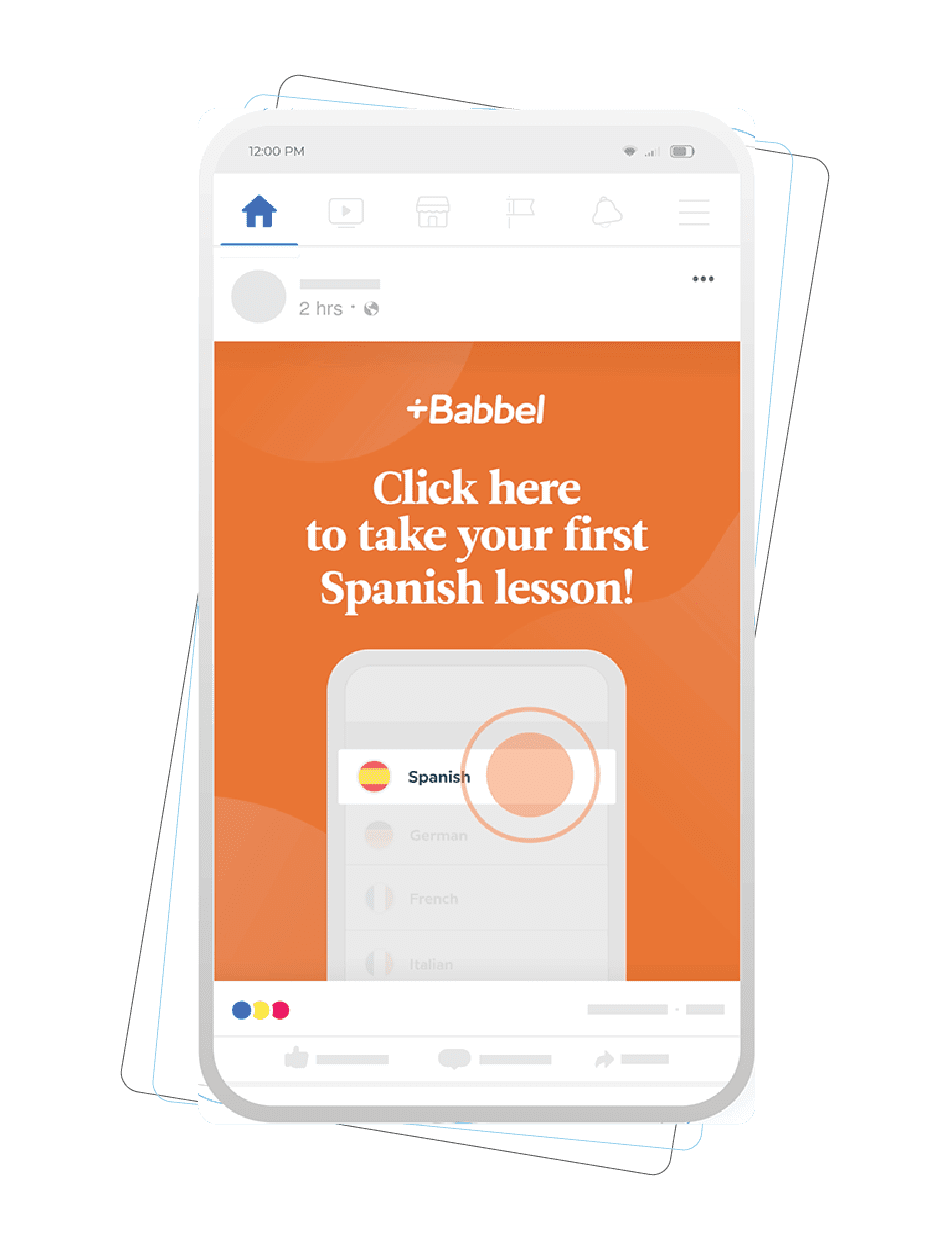 12:00 PM
2 hrs ·
+Babbel
Click here
to take your first
Spanish lesson!
Spanish
German
French
Italian